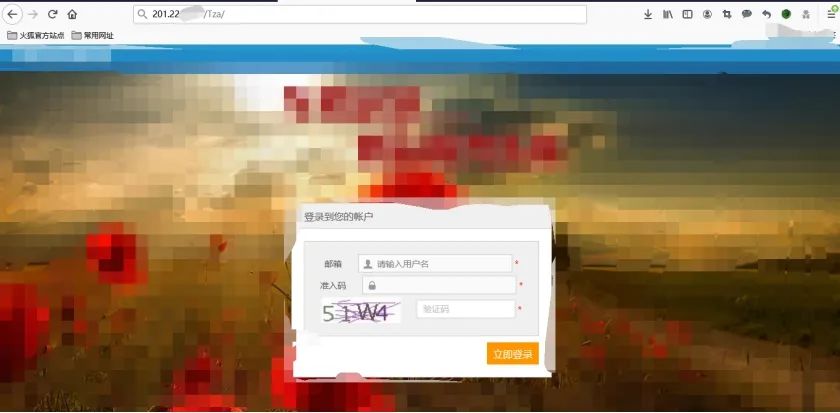 201.22 /Tza/
火狐官方站点 常用网址
登录到您的帐户
邮箱 请输入用户名 *
准入码 *
51W4 验证码 *
立即登录